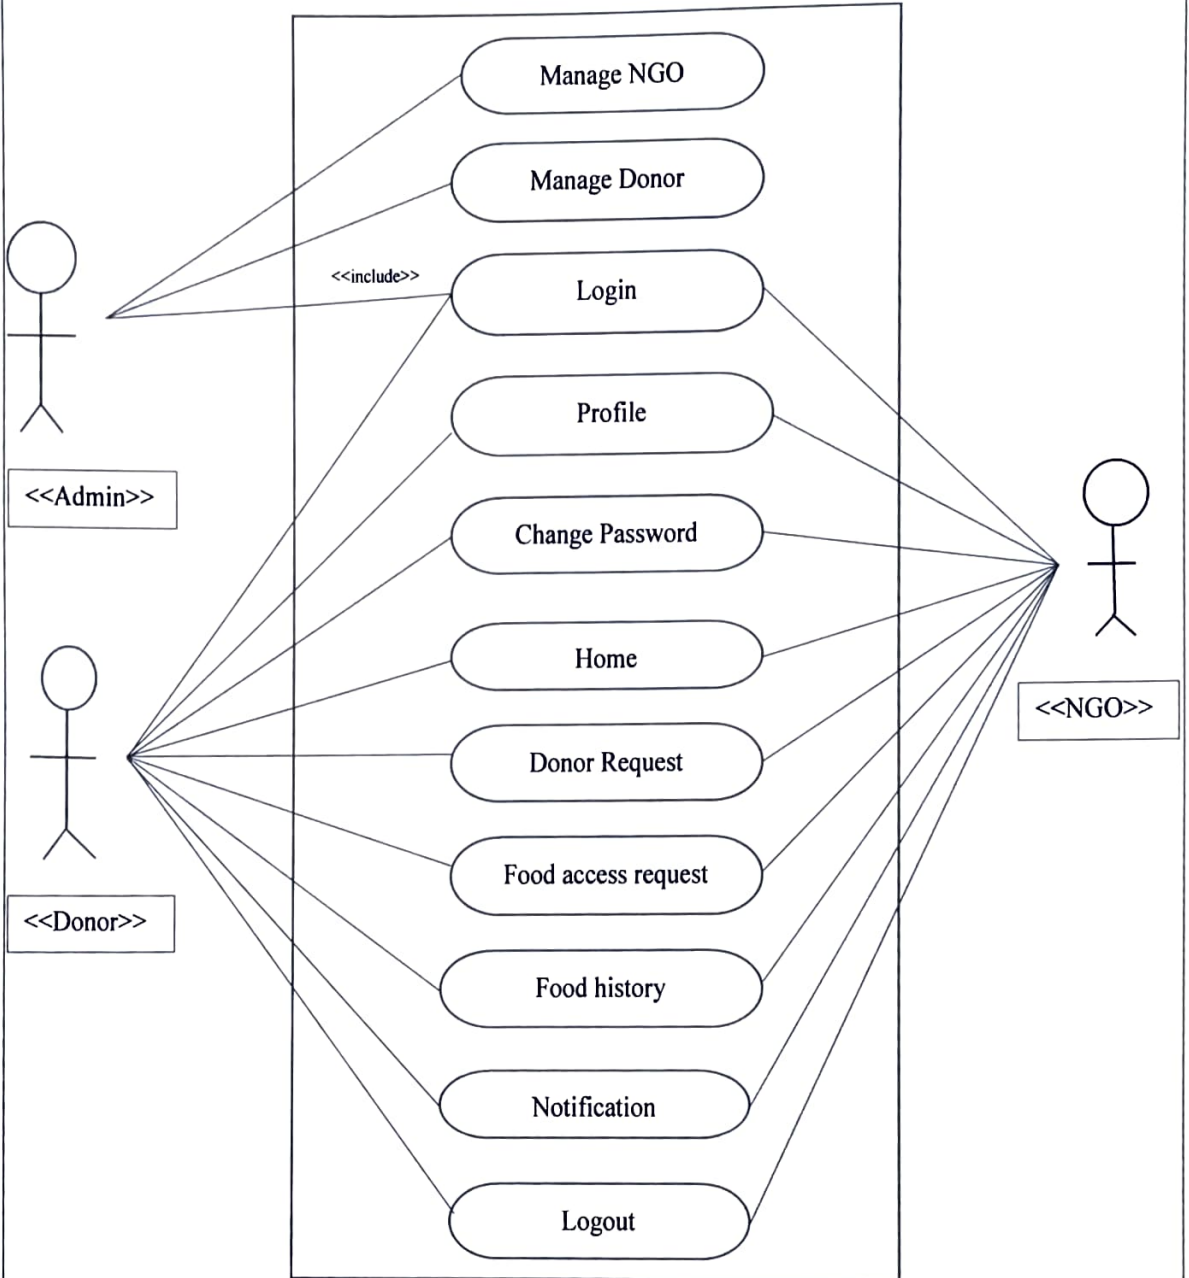 Manage NGO
Manage Donor
<<include>>
Login
Profile
<<Admin>>
Change Password
Home
<<NGO>>
Donor Request
Food access request
<<Donor>>
Food history
Notification
Logout